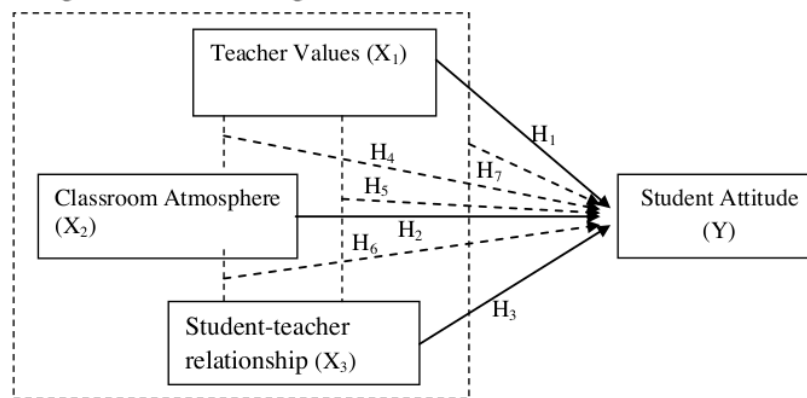 Teacher Values (X₁)
H₁
H₄
H₇
Classroom Atmosphere
(X₂)
H₅
H₂
H₆
Student Attitude
(Y)
H₃
Student-teacher
relationship (X₃)